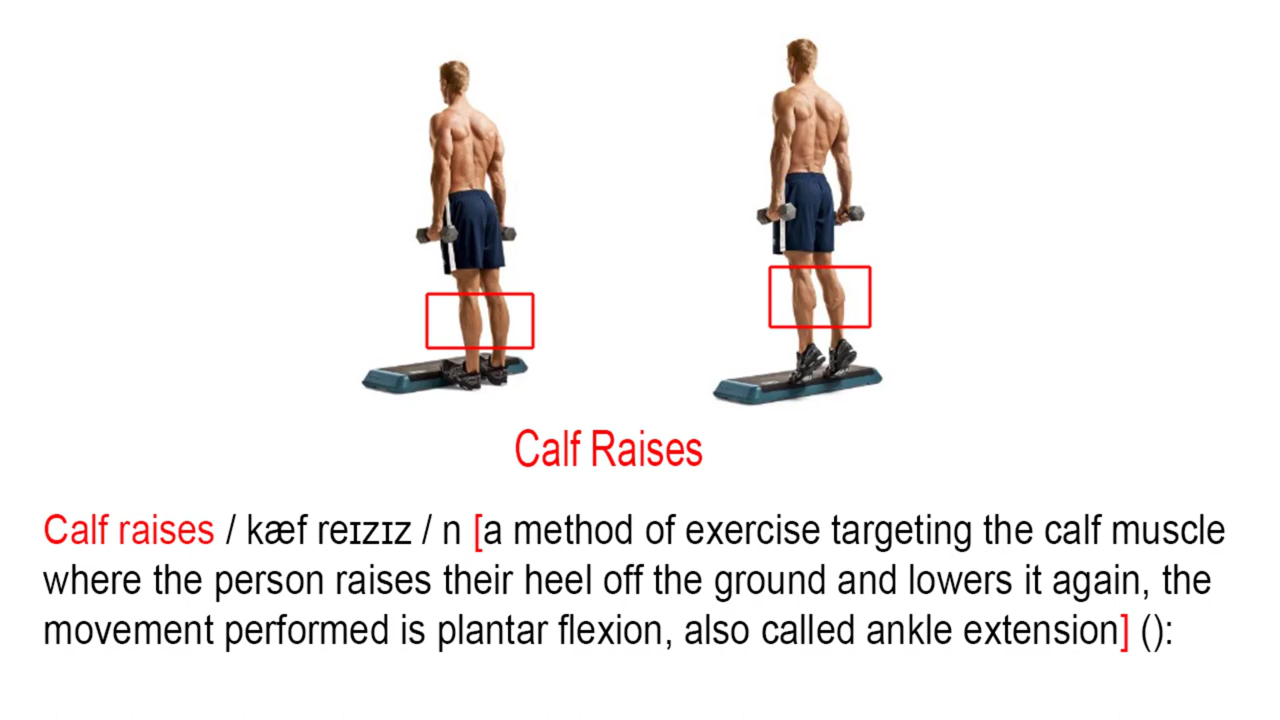 Calf Raises
Calf raises / kæf reɪzɪz / n [a method of exercise targeting the calf muscle
where the person raises their heel off the ground and lowers it again, the
movement performed is plantar flexion, also called ankle extension] ():